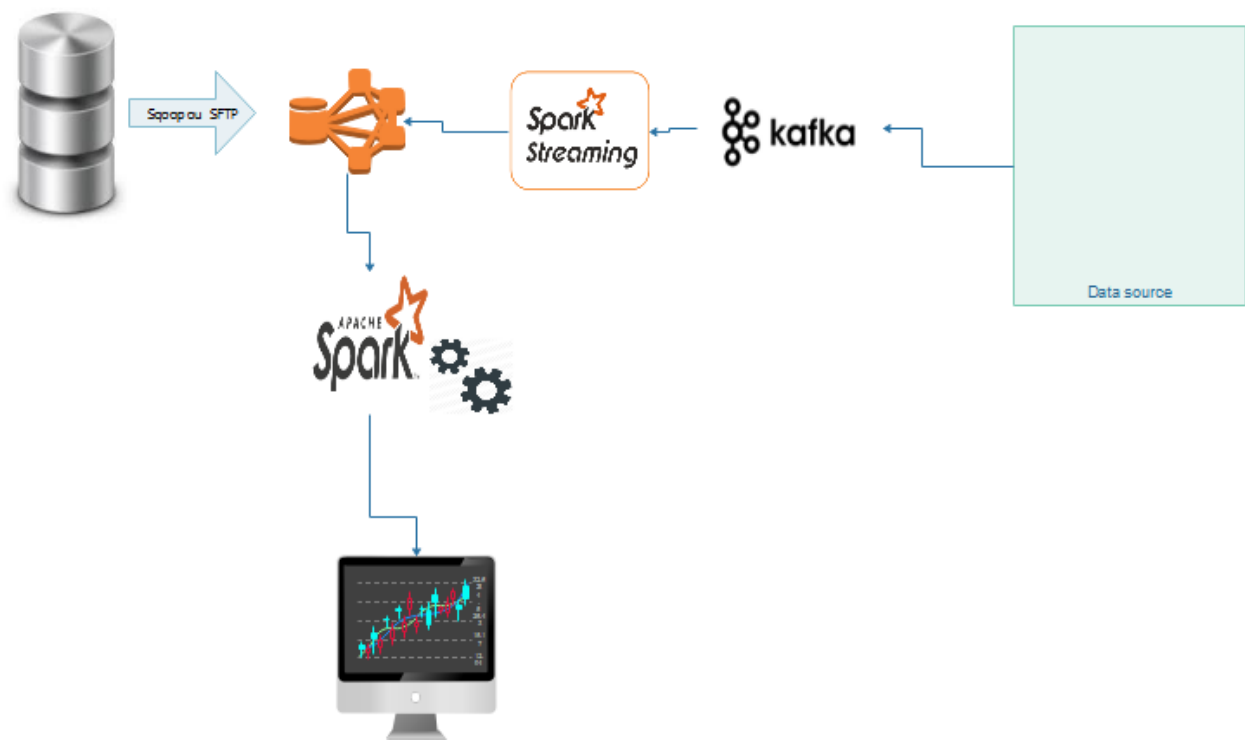 Sqoop ou SFTP
Spark
Streaming
kafka
Data source
APACHE
Spark